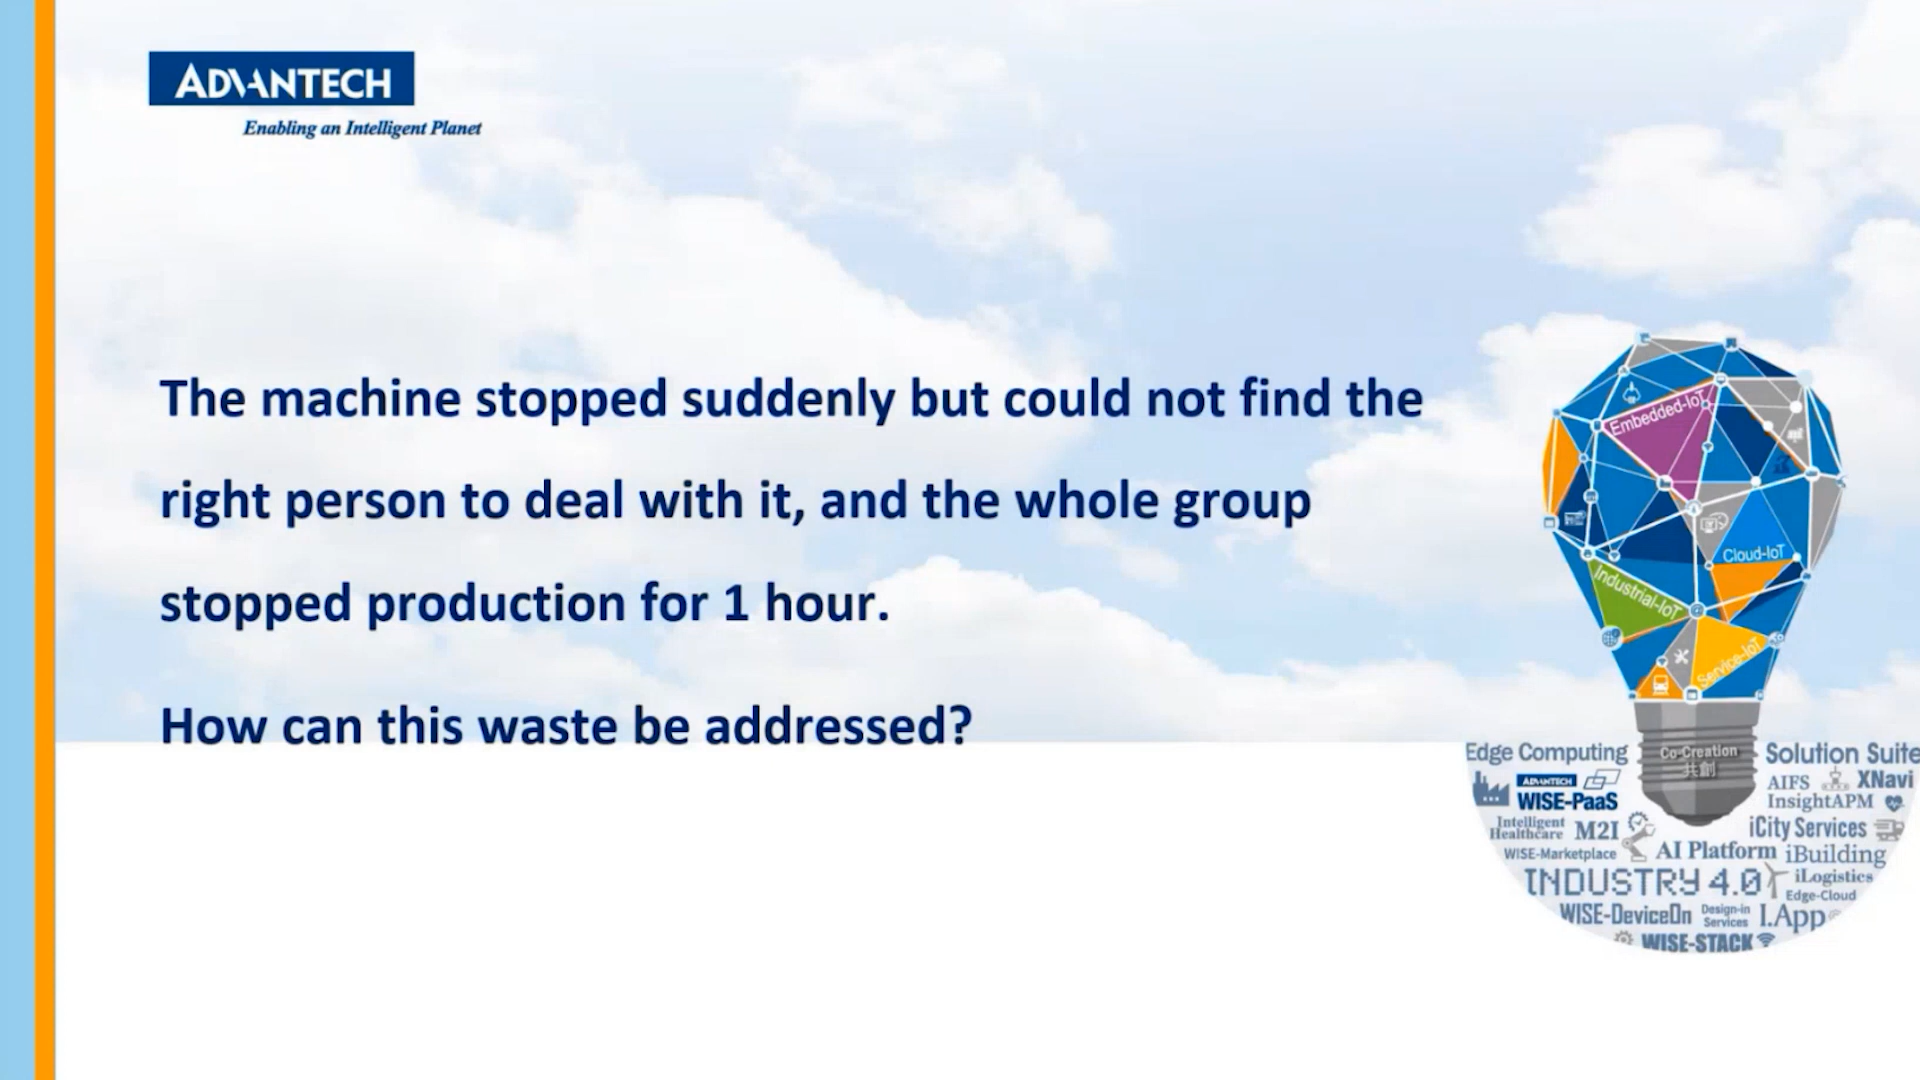 ADVANTECH
Enabling an Intelligent Planet
The machine stopped suddenly but could not find the
right person to deal with it, and the whole group
stopped production for 1 hour.
How can this waste be addressed?
Embedded-IoT
Cloud-IoT
Industrial-IoT
Service-IoT
Edge Computing
Co-Creation
共創
Solution Suite
ADVANTECH
WISE-PaaS
AIFS
XNavi
InsightAPM
Intelligent
Healthcare
M2I
iCity Services
WISE-Marketplace
AI Platform
iBuilding
INDUSTRY 4.0
iLogistics
Edge-Cloud
WISE-DeviceOn
Design-in
Services
I.App
WISE-STACK